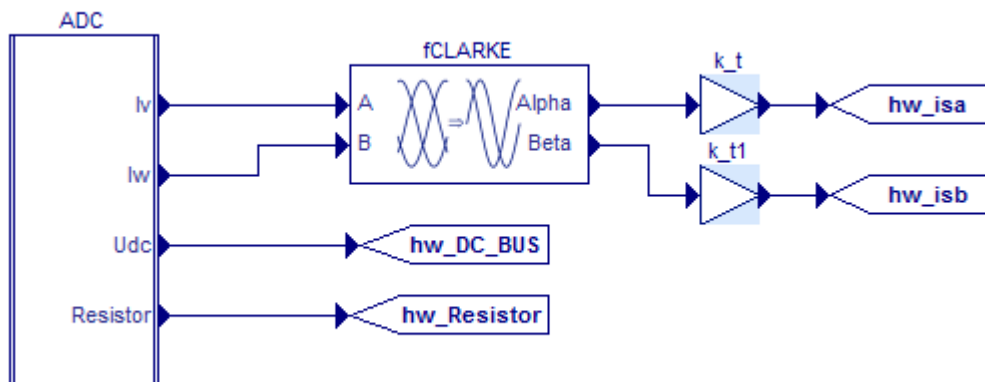 ADC
fCLARKE
k_t
Iv
A
Alpha
hw_isa
B
Beta
k_t1
Iw
hw_isb
Udc
hw_DC_BUS
Resistor
hw_Resistor